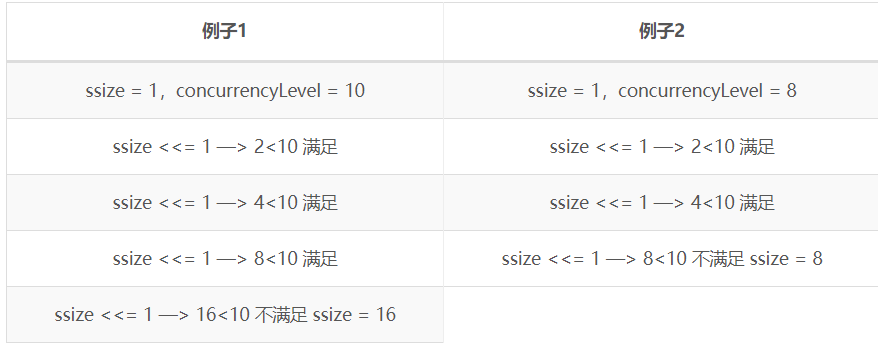 例子1 例子2
ssize = 1，concurrencyLevel = 10 ssize = 1，concurrencyLevel = 8
ssize <<= 1 —> 2<10 满足 ssize <<= 1 —> 2<10 满足
ssize <<= 1 —> 4<10 满足 ssize <<= 1 —> 4<10 满足
ssize <<= 1 —> 8<10 满足 ssize <<= 1 —> 8<10 不满足 ssize = 8
ssize <<= 1 —> 16<10 不满足 ssize = 16